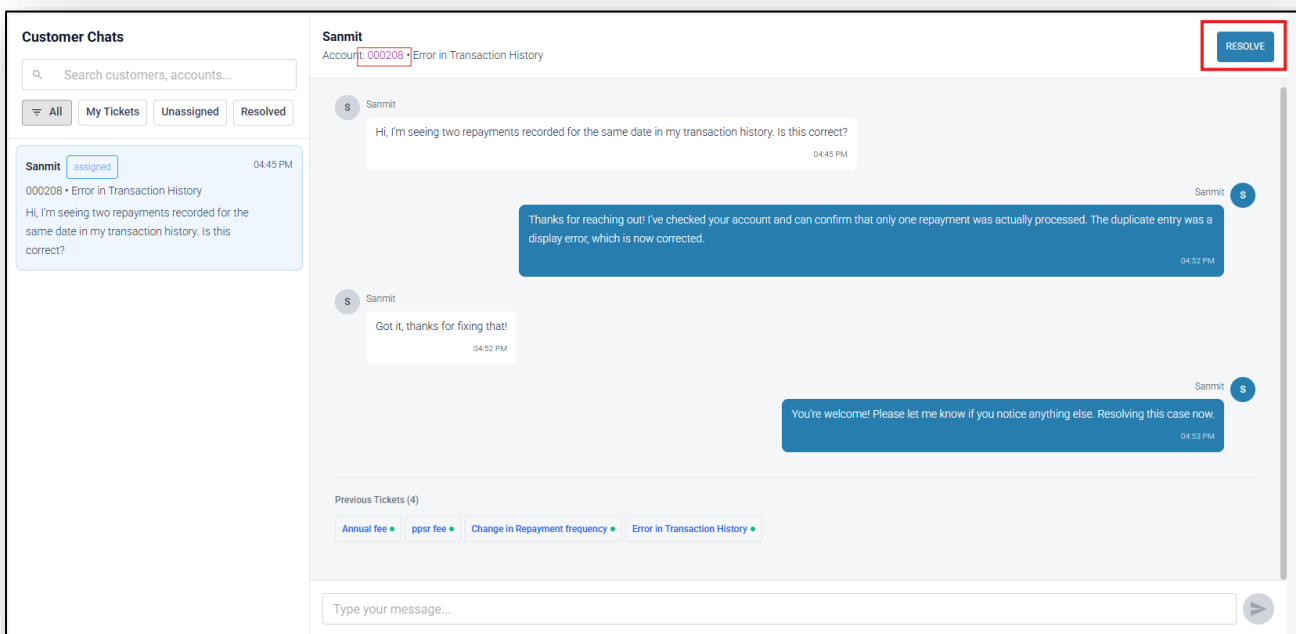 Customer Chats
Search customers, accounts...
All
My Tickets
Unassigned
Resolved
Sanmit
assigned
04:45 PM
000208 • Error in Transaction History
Hi, I'm seeing two repayments recorded for the
same date in my transaction history. Is this
correct?
Sanmit
Account: 000208 • Error in Transaction History
RESOLVE
S
Sanmit
Hi, I'm seeing two repayments recorded for the same date in my transaction history. Is this correct?
04:45 PM
Sanmit
S
Thanks for reaching out! I've checked your account and can confirm that only one repayment was actually processed. The duplicate entry was a
display error, which is now corrected.
04:52 PM
S
Sanmit
Got it, thanks for fixing that!
04:52 PM
Sanmit
S
You're welcome! Please let me know if you notice anything else. Resolving this case now.
04:53 PM
Previous Tickets (4)
Annual fee •
ppsr fee •
Change in Repayment frequency •
Error in Transaction History •
Type your message...